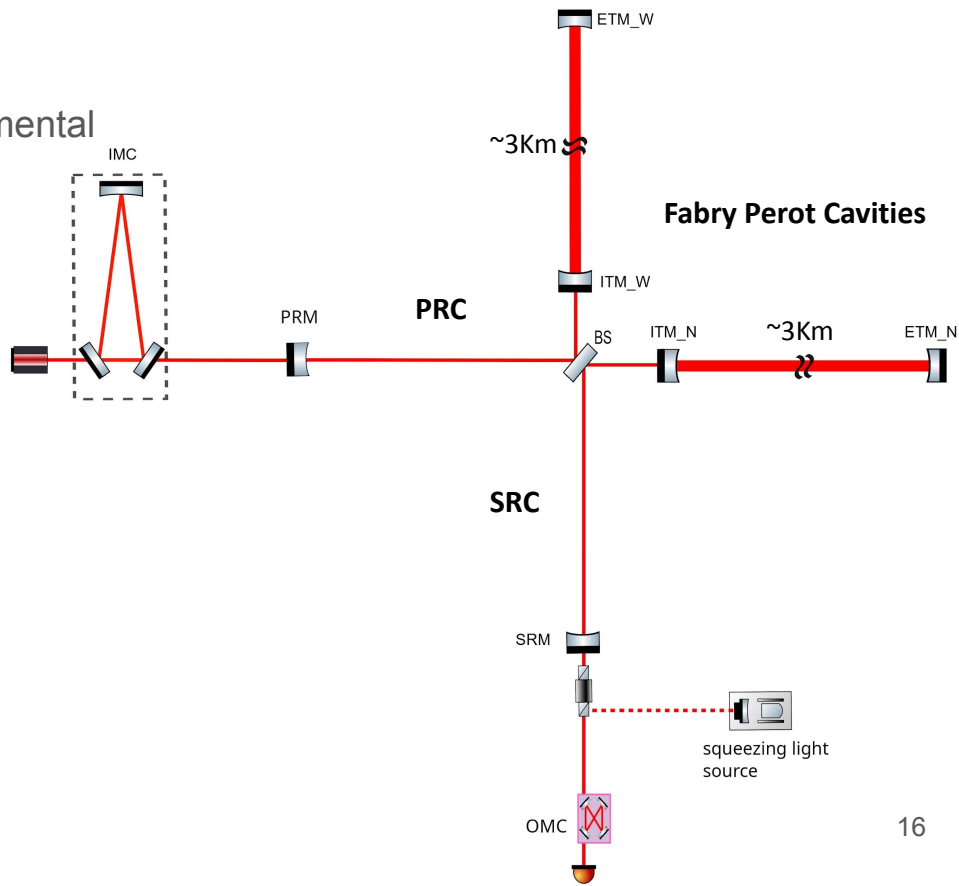 ETM_W
mental
IMC
~3Km
Fabry Perot Cavities
ITM_W
PRC
PRM
BS
ITM_N
~3Km
ETM_N
SRC
SRM
squeezing light
source
OMC
16